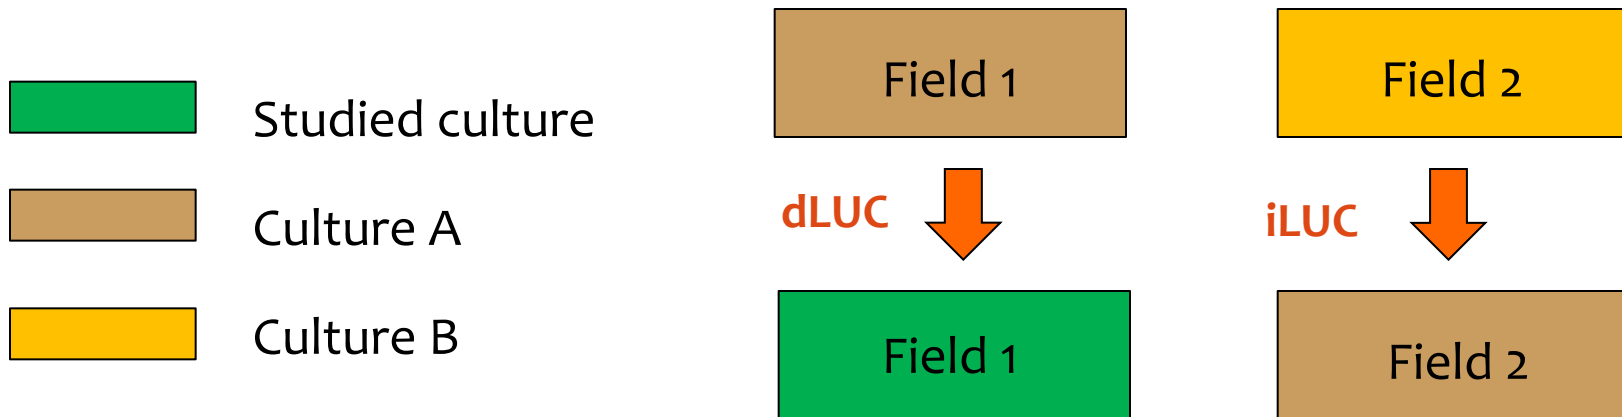 Studied culture
Culture A
Culture B
Field 1
dLUC
Field 1
Field 2
iLUC
Field 2